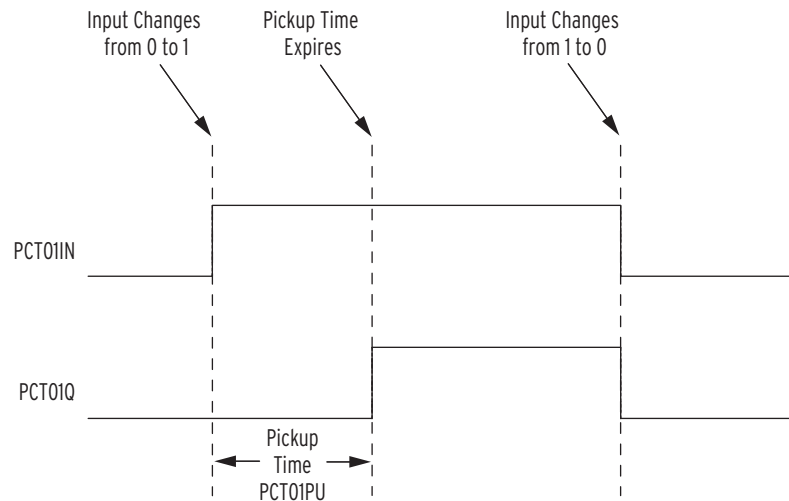 Input Changes
from 0 to 1
Pickup Time
Expires
Input Changes
from 1 to 0
PCT01IN
PCT01Q
Pickup
Time
PCT01PU